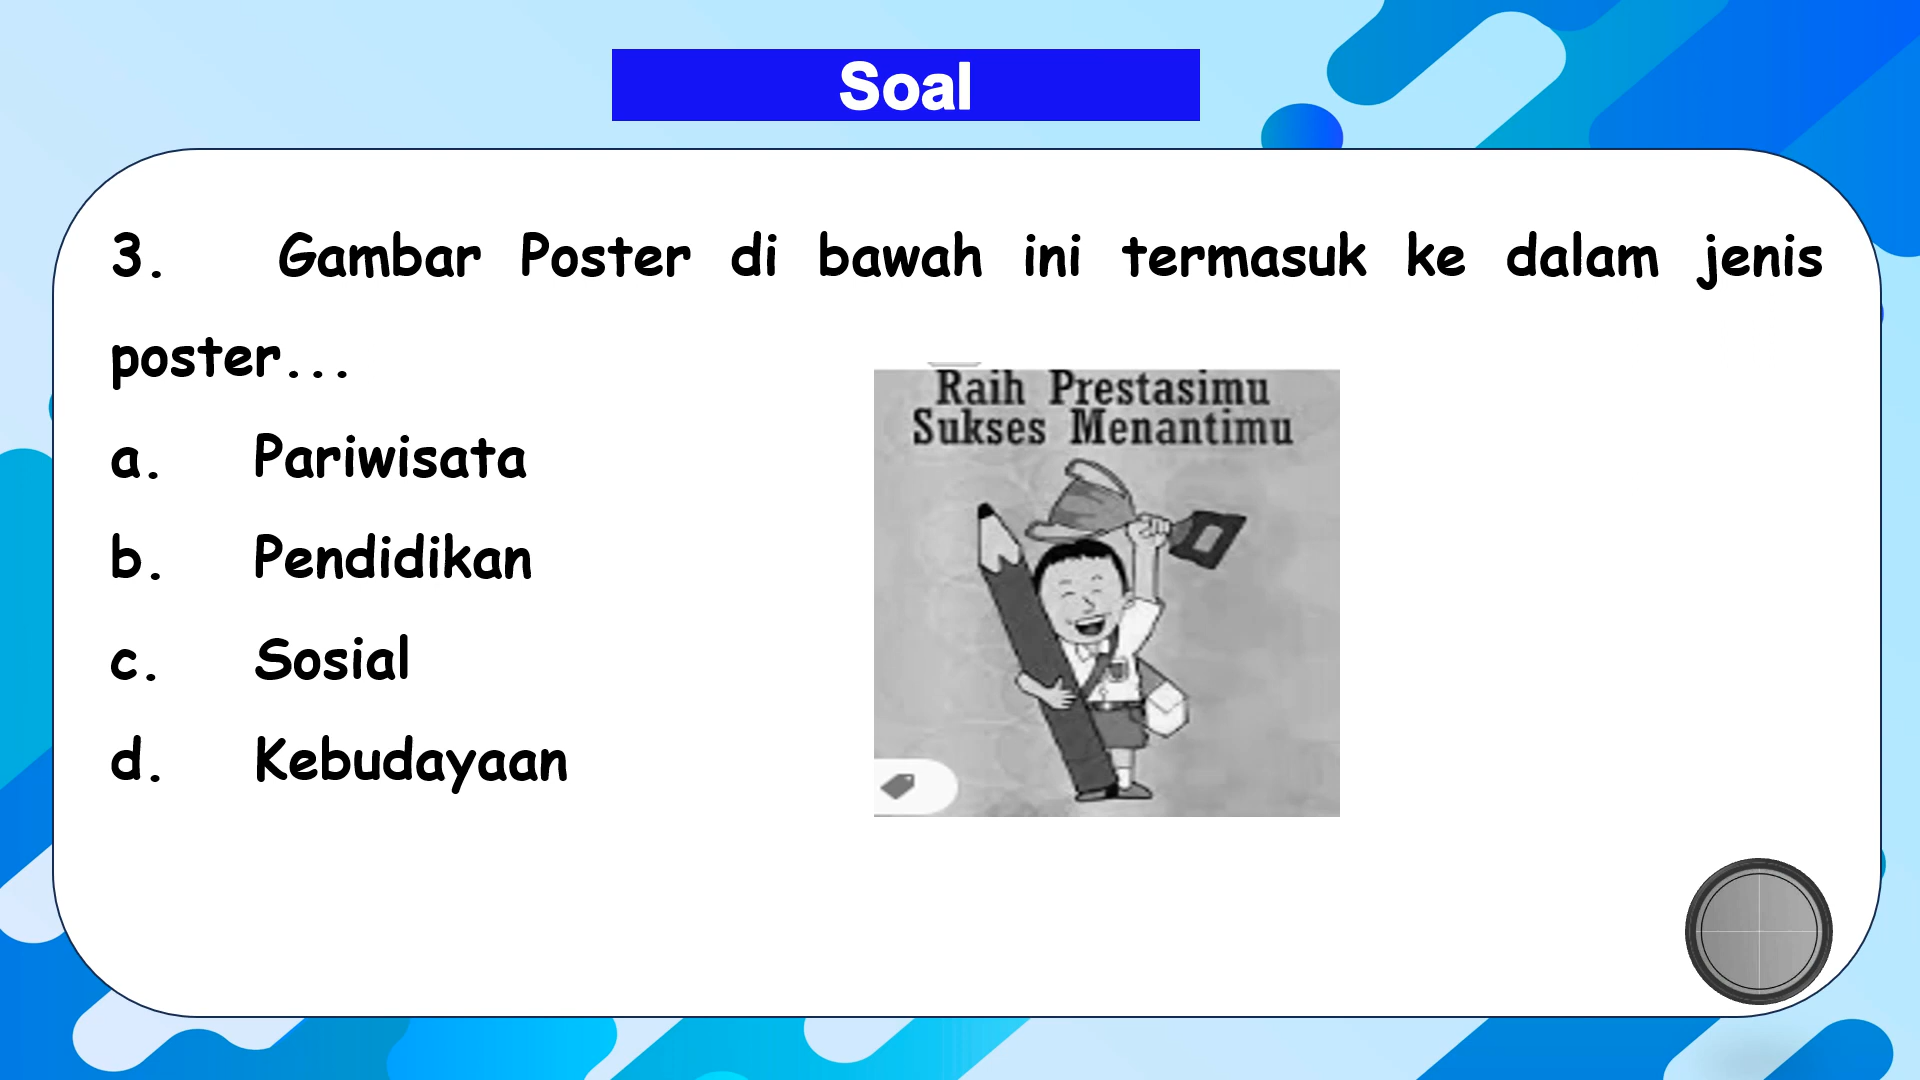 Soal
3. Gambar Poster di bawah ini termasuk ke dalam jenis
poster...
a. Pariwisata
b. Pendidikan
c. Sosial
d. Kebudayaan
Raih Prestasimu
Sukses Menantimu